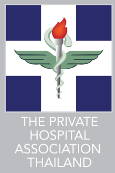 THE PRIVATE
HOSPITAL
ASSOCIATION
THAILAND